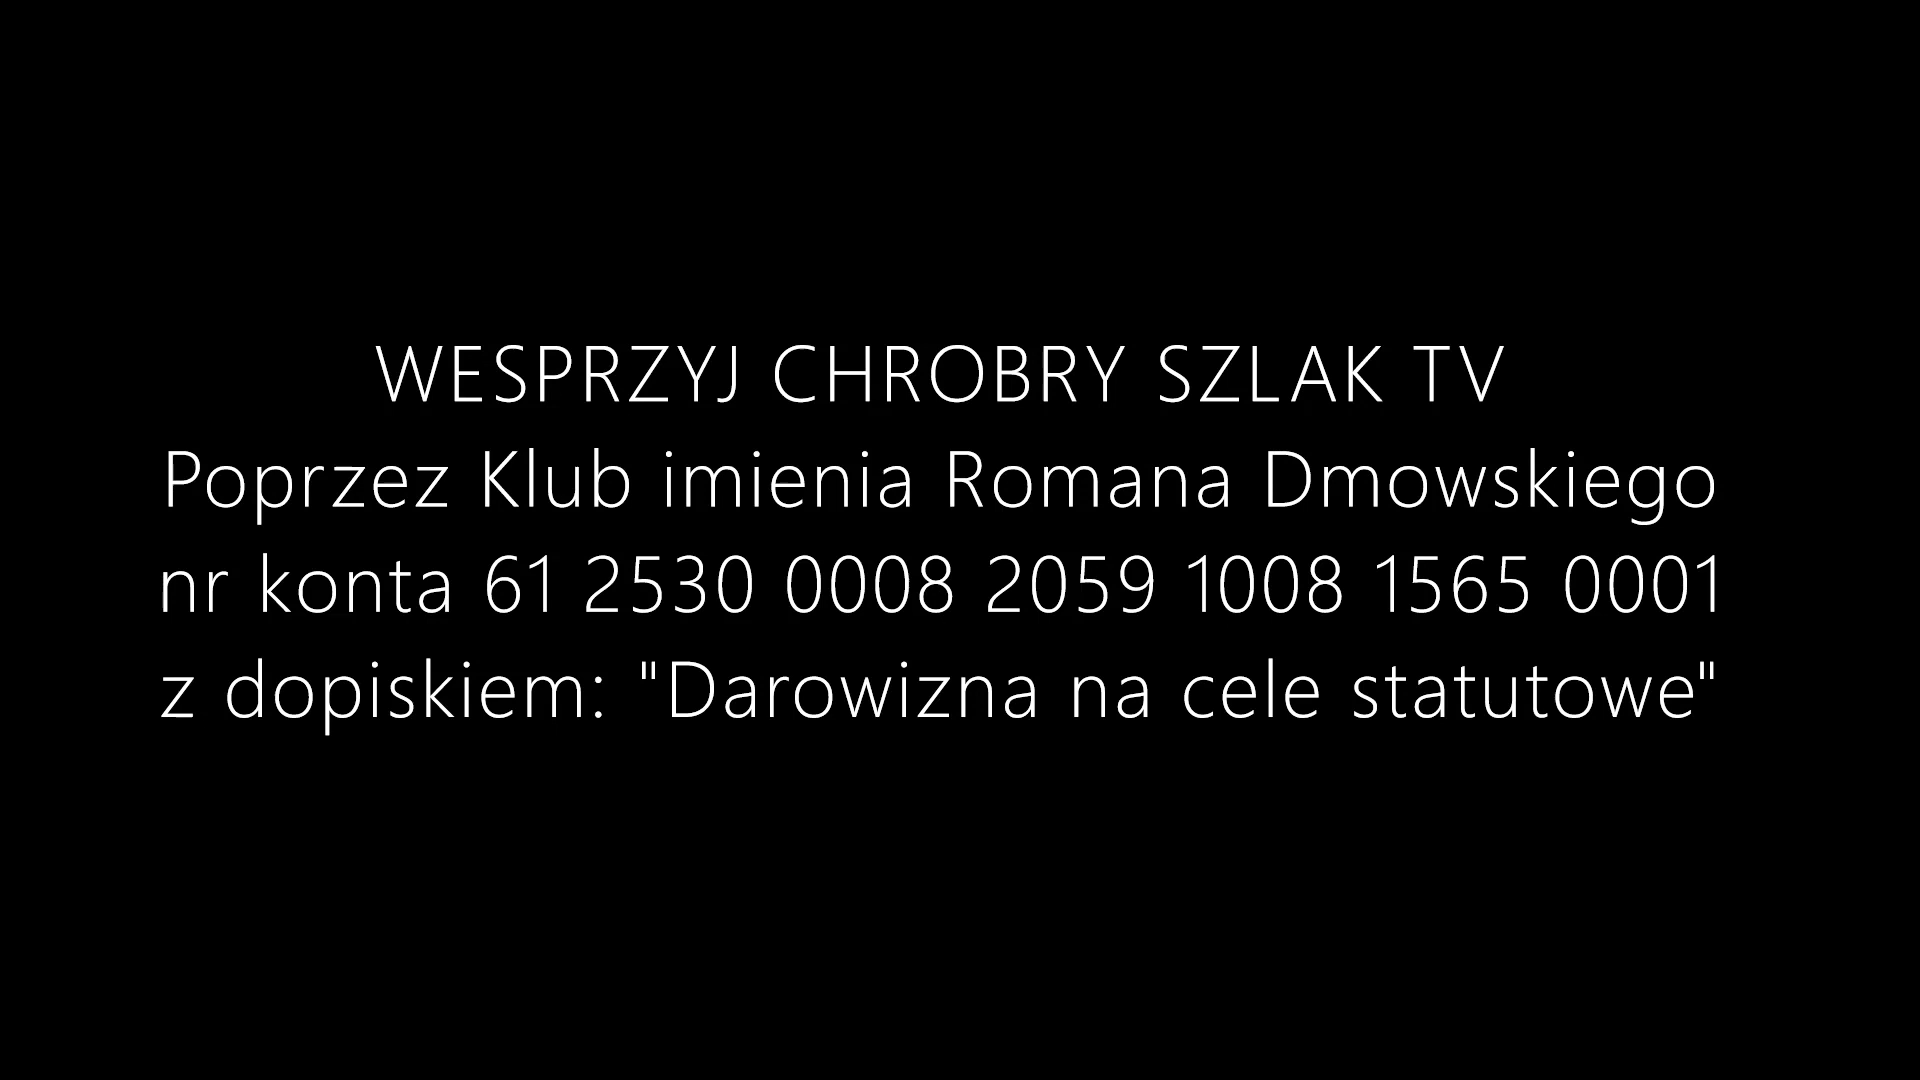 WESPRZYJ CHROBRY SZLAK TV
Poprzez Klub imienia Romana Dmowskiego
nr konta 61 2530 0008 2059 1008 1565 0001
z dopiskiem: "Darowizna na cele statutowe"